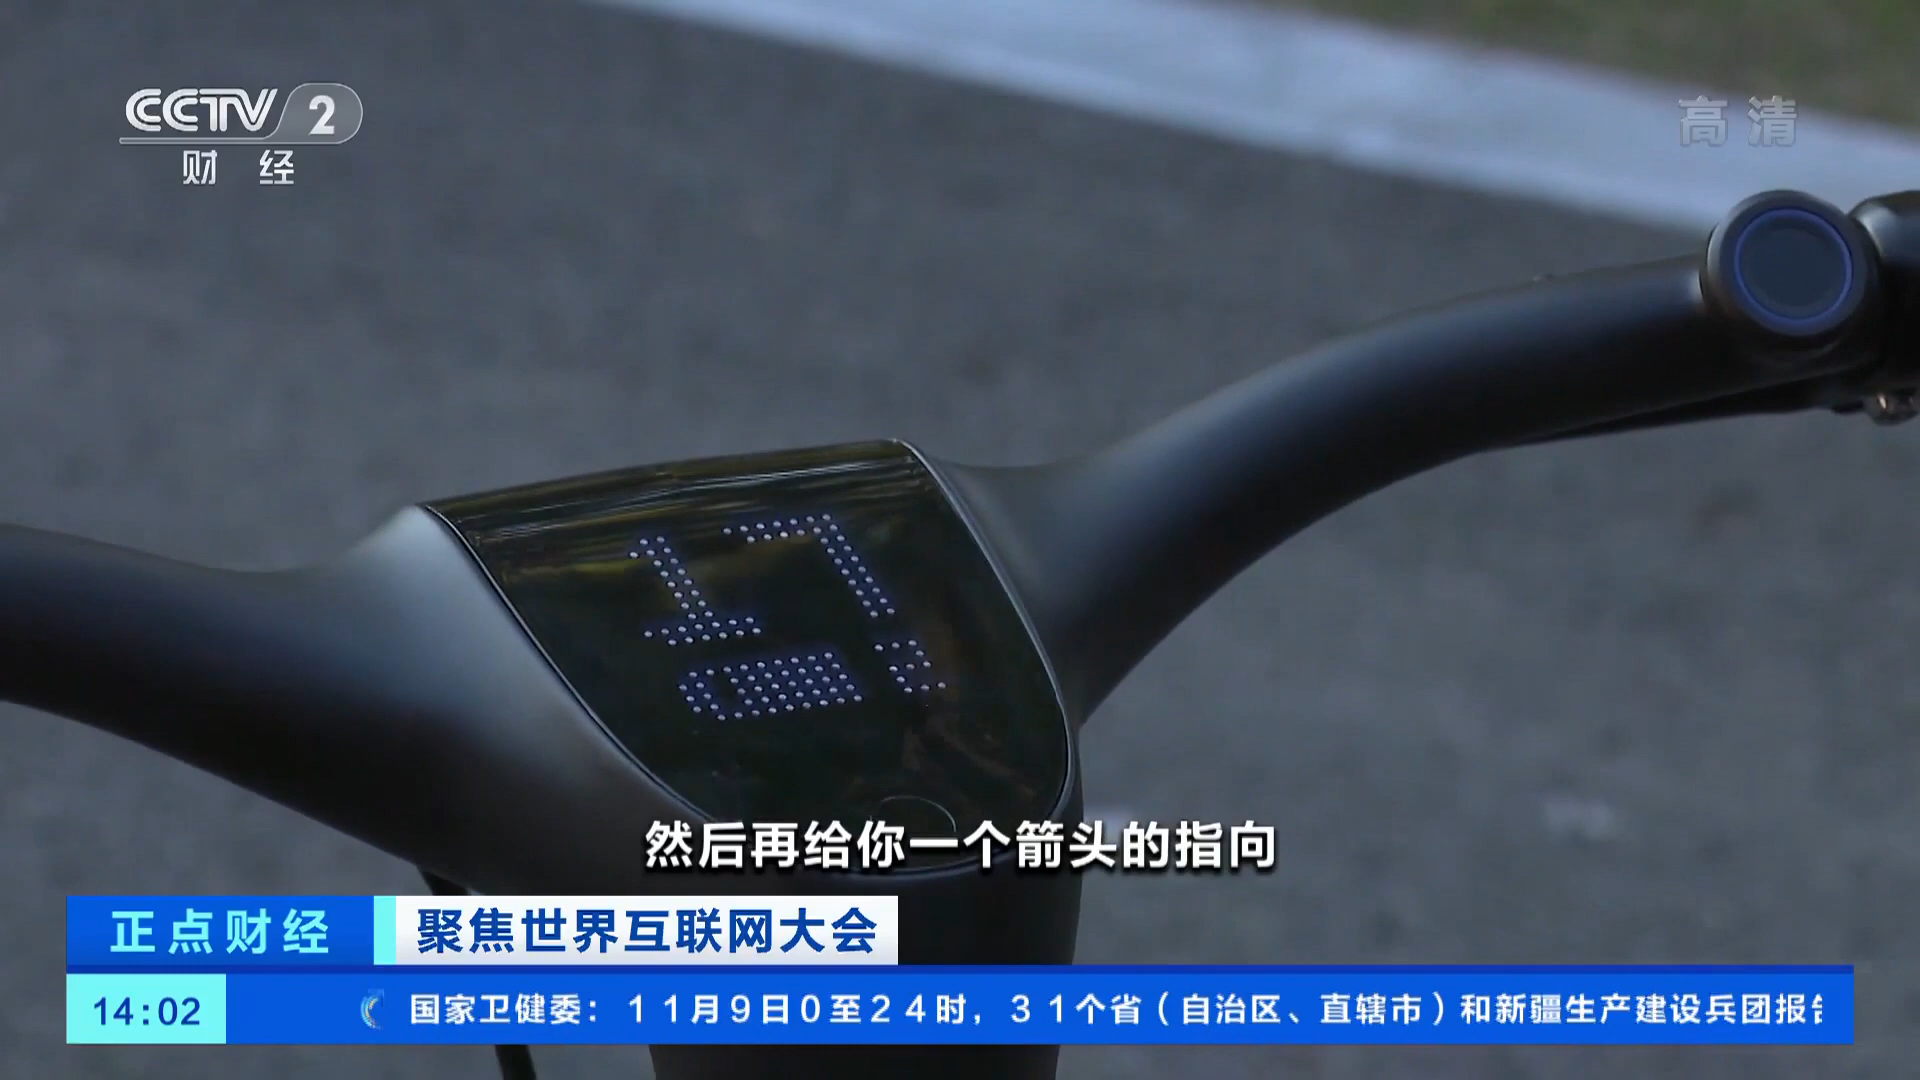 CCTV 2
财 经
高 清
17
然后再给你一个箭头的指向
正点财经
聚焦世界互联网大会
14:02
国家卫健委：11月9日0至24时，31个省（自治区、直辖市）和新疆生产建设兵团报